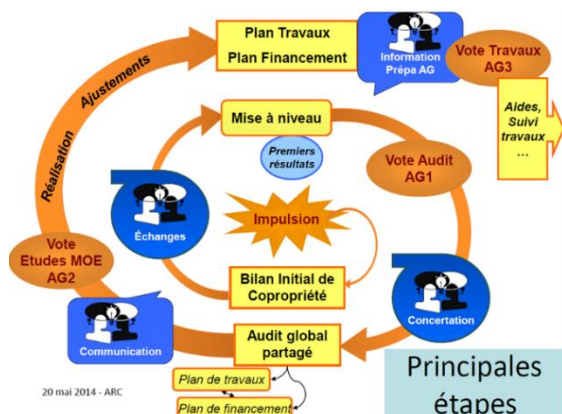 Plan Travaux
Plan Financement
Information
Prépa AG
Vote Travaux
AG3
Aides,
Suivi
travaux
...
Ajustements
Réalisation
Mise à niveau
Premiers
résultats
Vote Audit
AG1
Échanges
Impulsion
Vote
Etudes MOE
AG2
Bilan Initial de
Copropriété
Concertation
Communication
Audit global
partagé
Plan de travaux
Plan de financement
20 mai 2014 - ARC
Principales
étapes